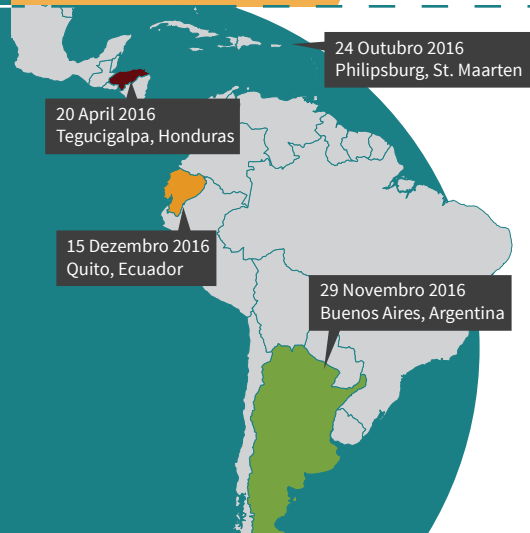 24 Outubro 2016
Philipsburg, St. Maarten
20 April 2016
Tegucigalpa, Honduras
15 Dezembro 2016
Quito, Ecuador
29 Novembro 2016
Buenos Aires, Argentina